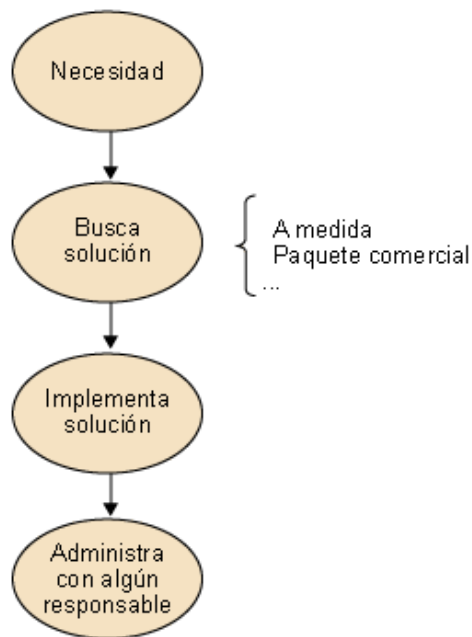 Necesidad
Busca
solución
A medida
Paquete comercial
...
Implementa
solución
Administra
con algún
responsable